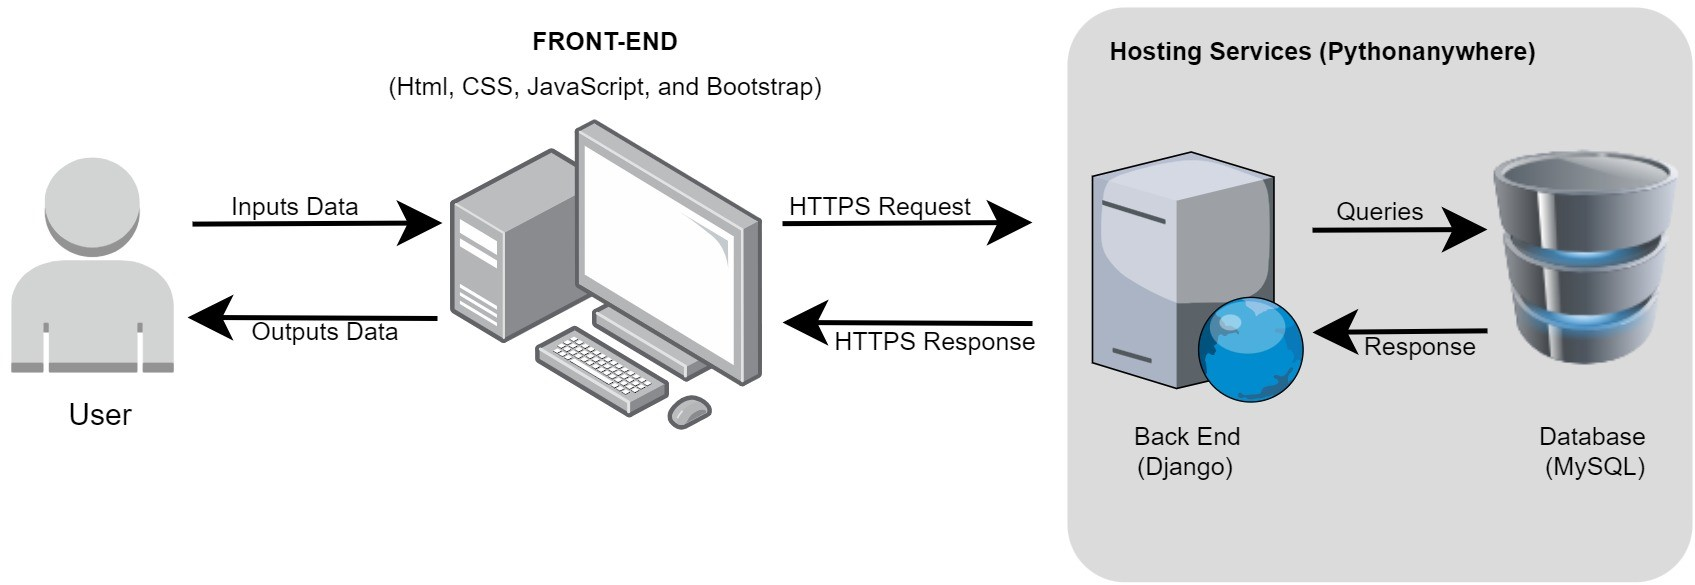 FRONT-END
(Html, CSS, JavaScript, and Bootstrap)
Hosting Services (Pythonanywhere)
Inputs Data
HTTPS Request
Queries
Outputs Data
HTTPS Response
Response
User
Back End
(Django)
Database
(MySQL)